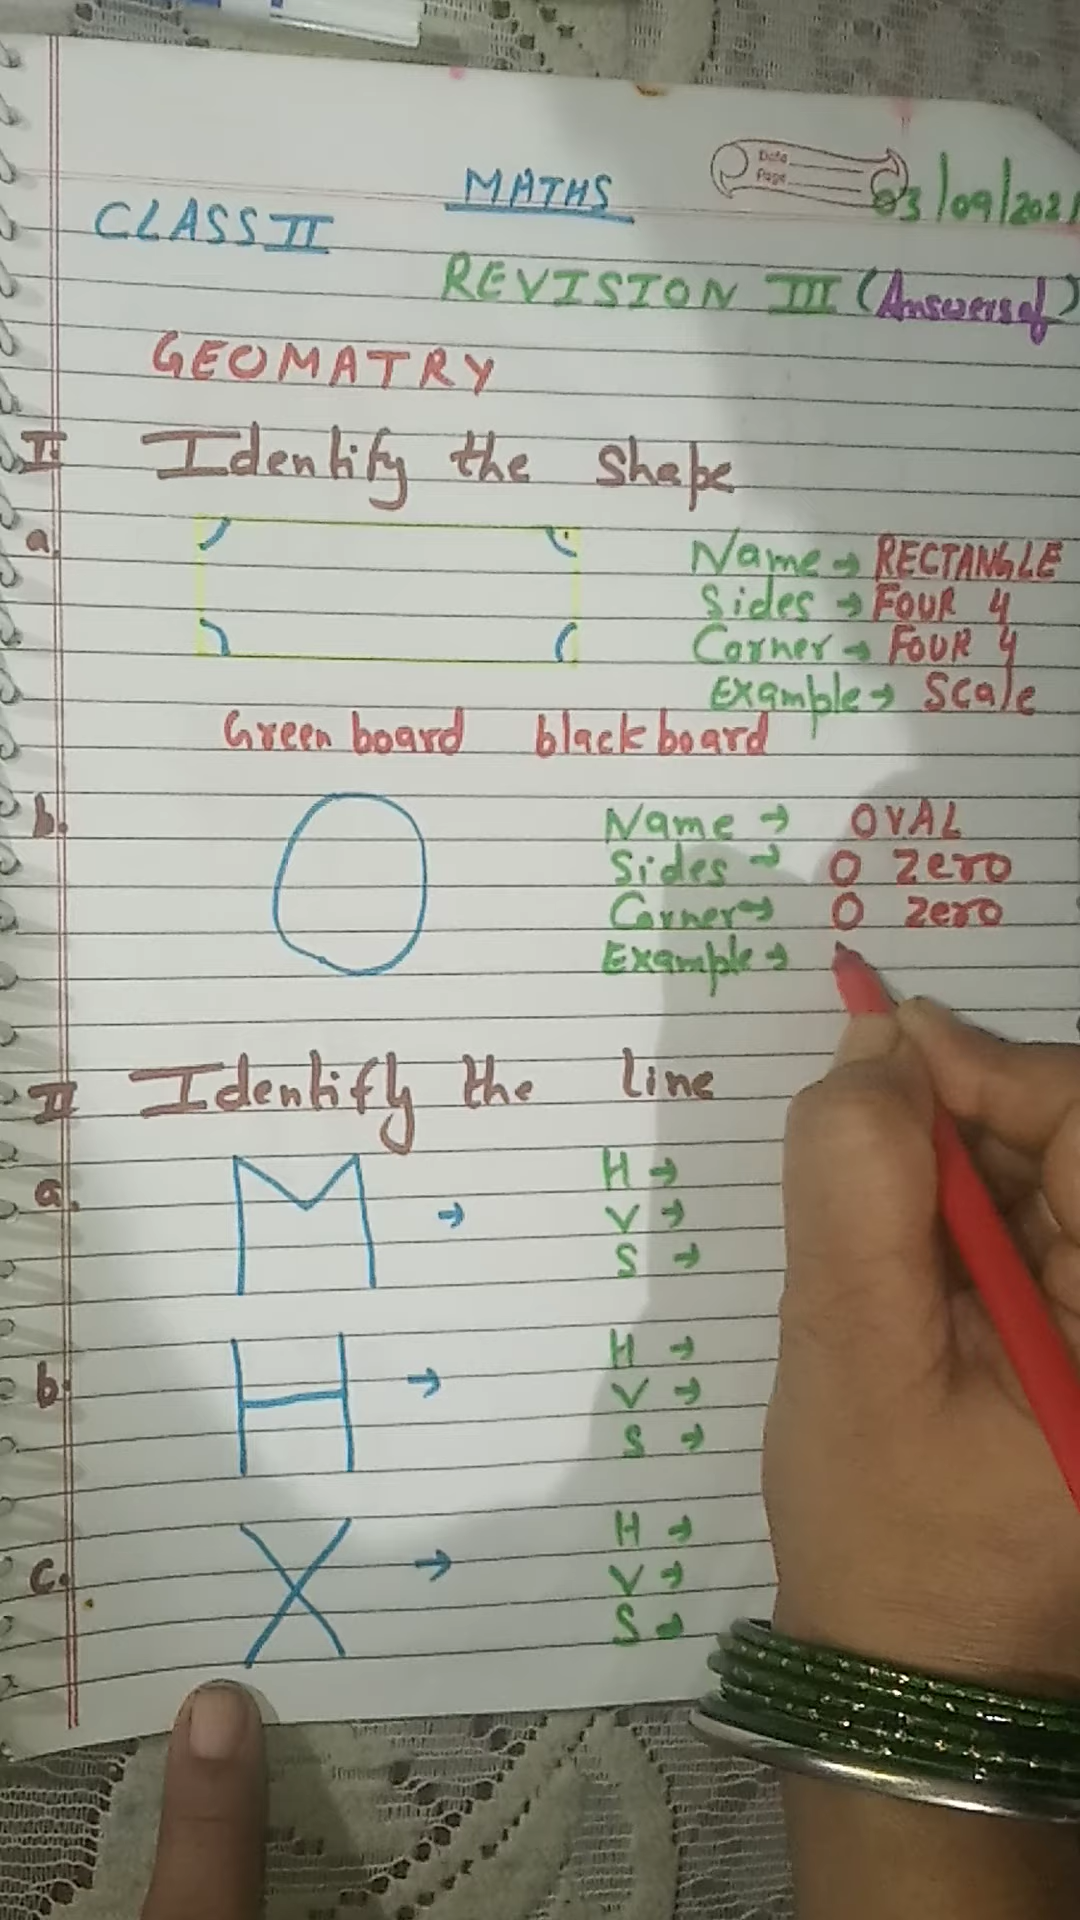 Date
Page
03/09/2021
MATHS
CLASS II
REVISION III (Answers of)
GEOMATRY
I Identify the Shape
a.
Name → RECTANGLE
Sides → FOUR 4
Corner → FOUR 4
Example → Scale
Green board black board
b.
Name → OVAL
Sides → 0 Zero
Corner → 0 Zero
Example →
II Identifly the line
a. M →
H →
V →
S →
b. H →
H →
V →
S →
c. X →
H →
V →
S →